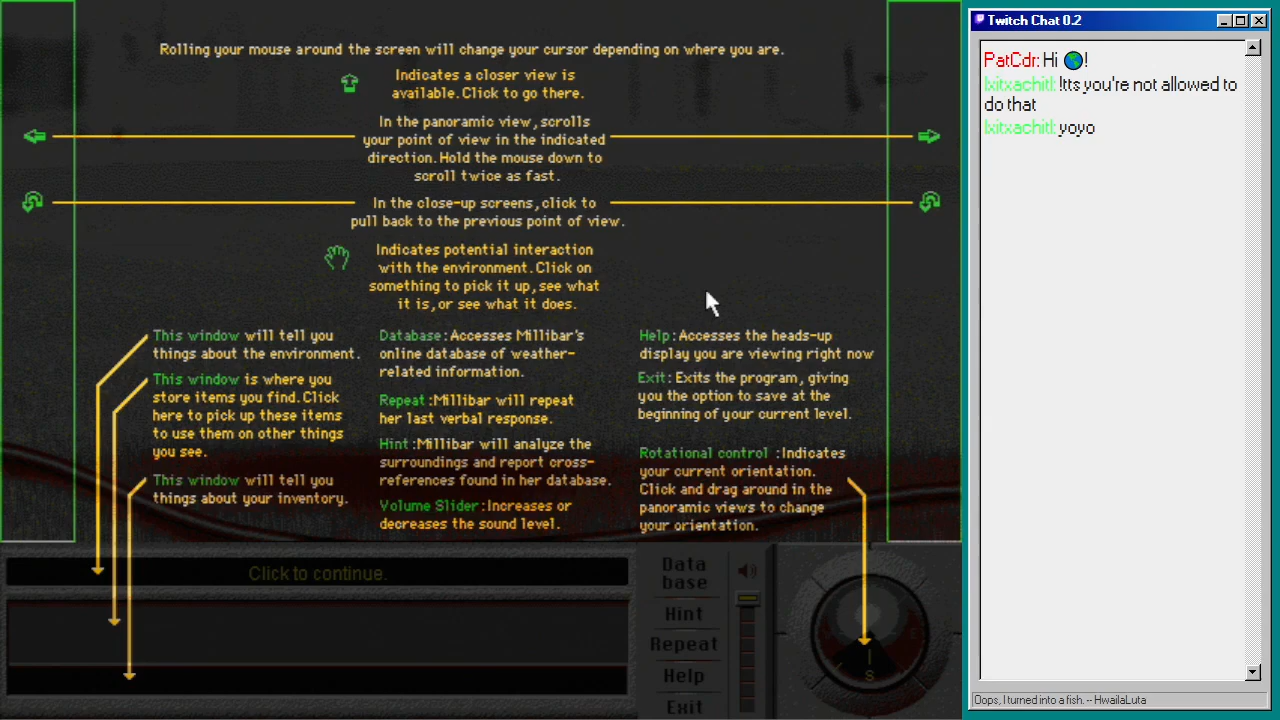 Rolling your mouse around the screen will change your cursor depending on where you are.
Indicates a closer view is
available. Click to go there.
In the panoramic view, scrolls
your point of view in the indicated
direction. Hold the mouse down to
scroll twice as fast.
In the close-up screens, click to
pull back to the previous point of view.
Indicates potential interaction
with the environment. Click on
something to pick it up, see what
it is, or see what it does.
This window will tell you
things about the environment.
This window is where you
store items you find. Click
here to pick up these items
to use them on other things
you see.
This window will tell you
things about your inventory.
Database: Accesses Millibar's
online database of weather-
related information.
Repeat: Millibar will repeat
her last verbal response.
Hint: Millibar will analyze the
surroundings and report cross-
references found in her database.
Volume Slider: Increases or
decreases the sound level.
Help: Accesses the heads-up
display you are viewing right now
Exit: Exits the program, giving
you the option to save at the
beginning of your current level.
Rotational control : Indicates
your current orientation.
Click and drag around in the
panoramic views to change
your orientation.
Click to continue.
Data
base
Hint
Repeat
Help
Exit
S
Twitch Chat 0.2
PatCdr: Hi 🌎!
lxitxachitl: !tts you're not allowed to
do that
lxitxachitl: yoyo
Oops, I turned into a fish. -- HwailaLuta